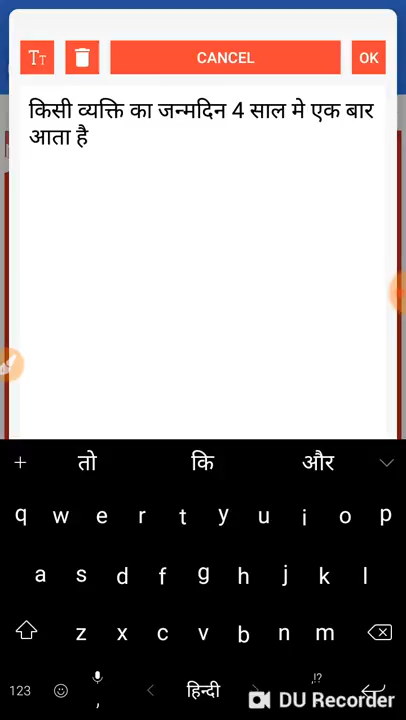 TT
CANCEL
OK
किसी व्यक्ति का जन्मदिन 4 साल मे एक बार
आता है
+ तो कि और
q w e r t y u i o p
a s d f g h j k l
z x c v b n m
123 , हिन्दी ,!?
DU Recorder